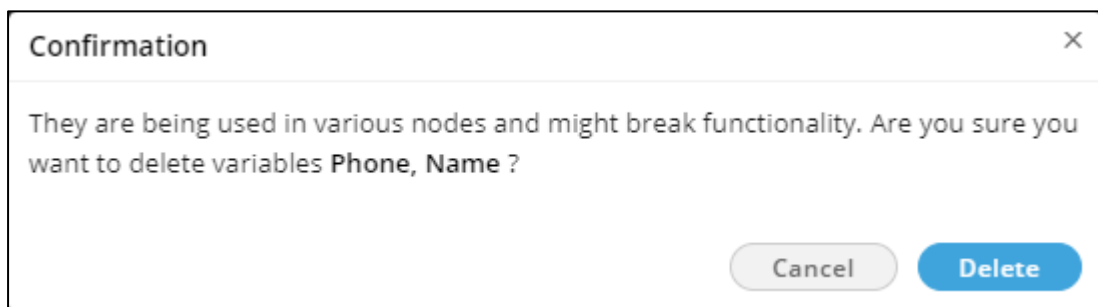 Confirmation
They are being used in various nodes and might break functionality. Are you sure you
want to delete variables Phone, Name ?
Cancel
Delete